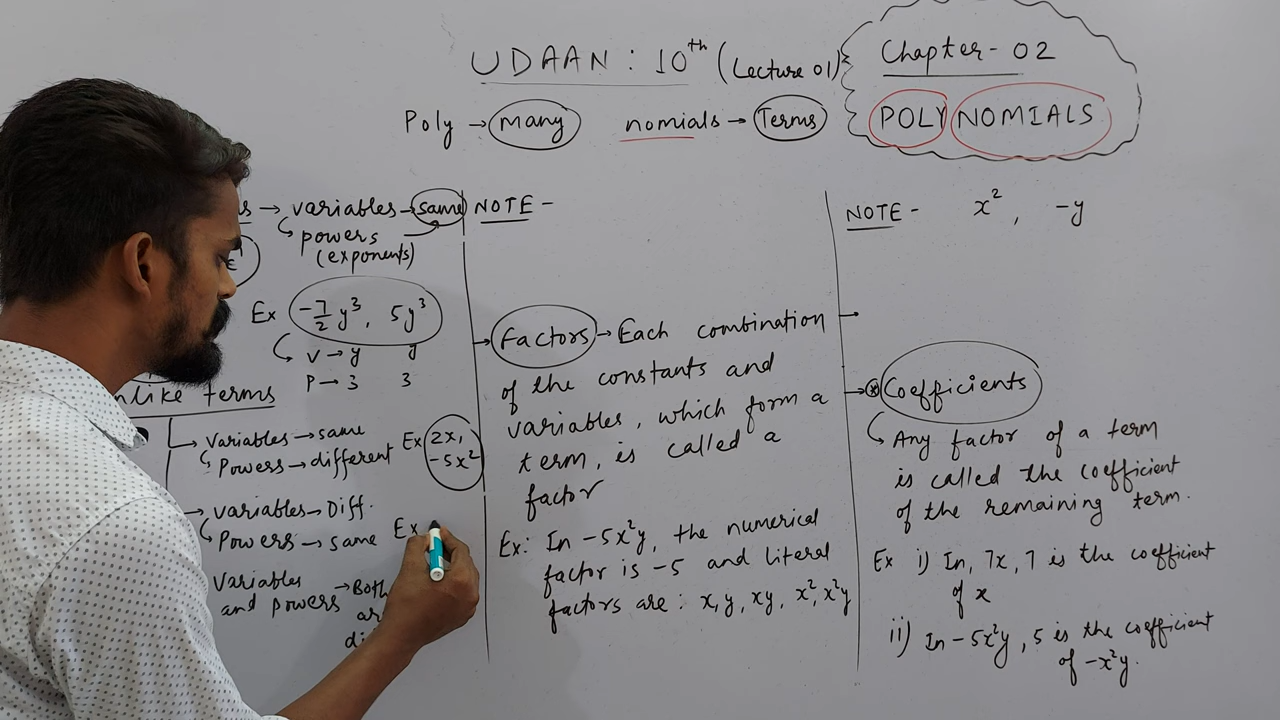 UDAAN : 10th (Lecture 01)
Chapter - 02
POLYNOMIALS
Poly → many nomials → Terms
→ variables → same
powers
(exponents)
Ex -7/2 y³, 5y³
V → y y
P → 3 3
nlike terms
variables → same
Powers → different
Ex 2x,
-5x²
variables → Diff.
Powers → same
Ex
Variables
and powers → Both
NOTE -
Factors → Each combination
of the constants and
variables, which form a
term, is called a
factor
Ex: In -5x²y, the numerical
factor is -5 and literal
factors are : x, y, xy, x², x²y
NOTE - x², -y
* Coefficients
Any factor of a term
is called the coefficient
of the remaining term.
Ex i) In, 7x, 7 is the coefficient
of x
ii) In -5x²y, 5 is the coefficient
of -x²y.